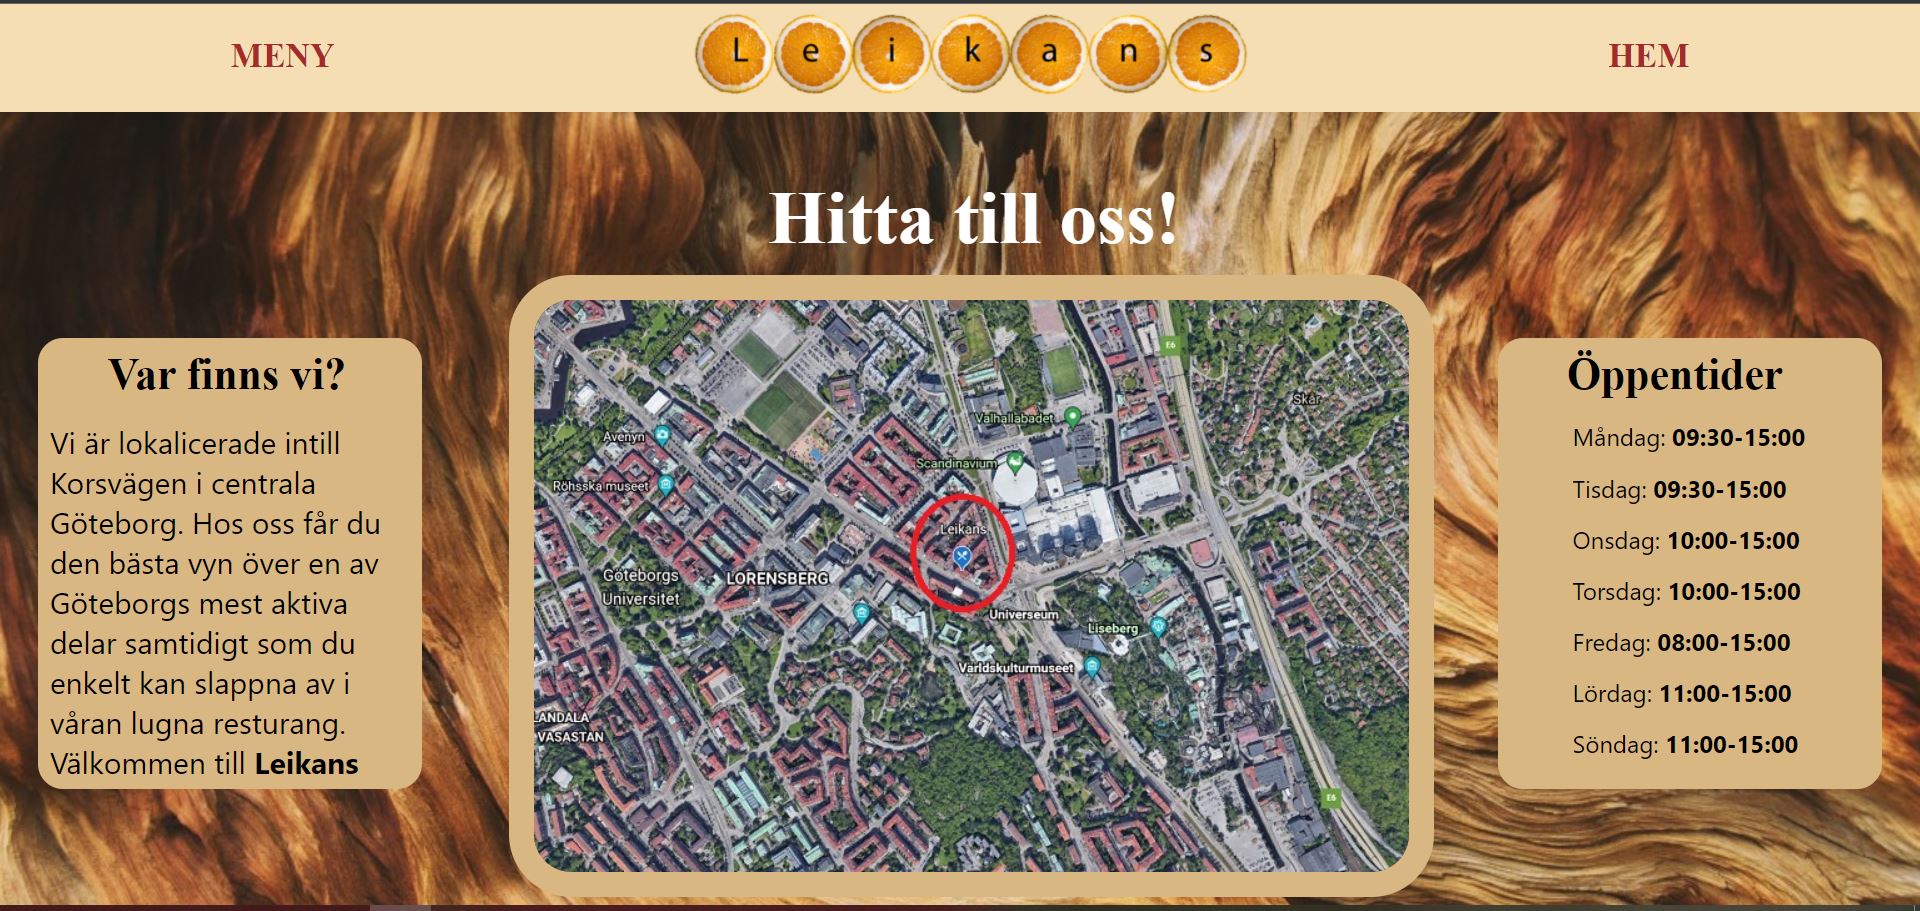 MENY
Leikans
HEM
Hitta till oss!
Var finns vi?
Vi är lokalicerade intill
Korsvägen i centrala
Göteborg. Hos oss får du
den bästa vyn över en av
Göteborgs mest aktiva
delar samtidigt som du
enkelt kan slappna av i
våran lugna resturang.
Välkommen till Leikans
E6
Skår
Valhallabadet
Avenyn
Scandinavium
Röhsska museet
Leikans
Göteborgs
Universitet
LORENSBERG
Universeum
Liseberg
Världskulturmuseet
LANDALA
VASASTAN
E6
Öppentider
Måndag: 09:30-15:00
Tisdag: 09:30-15:00
Onsdag: 10:00-15:00
Torsdag: 10:00-15:00
Fredag: 08:00-15:00
Lördag: 11:00-15:00
Söndag: 11:00-15:00